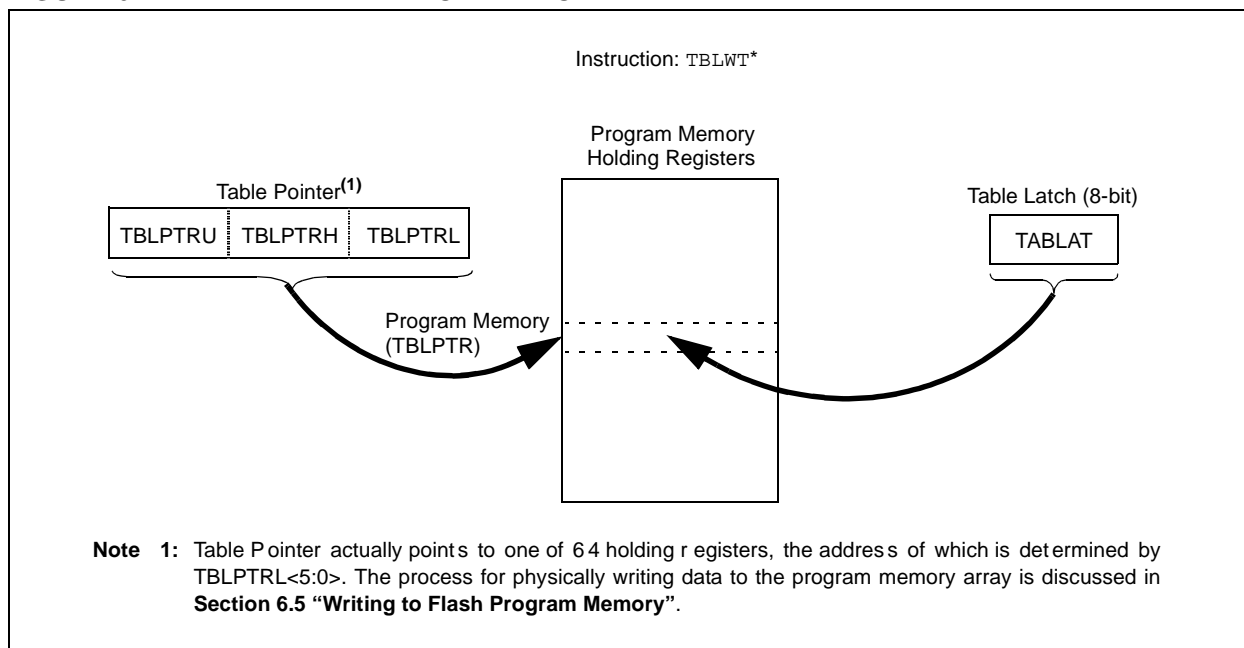 Instruction: TBLWT*
Program Memory
Holding Registers
Table Pointer(1)
Table Latch (8-bit)
TBLPTRU TBLPTRH TBLPTRL
TABLAT
Program Memory
(TBLPTR)
Note 1: Table Pointer actually points to one of 64 holding registers, the address of which is determined by
TBLPTRL<5:0>. The process for physically writing data to the program memory array is discussed in
Section 6.5 “Writing to Flash Program Memory”.